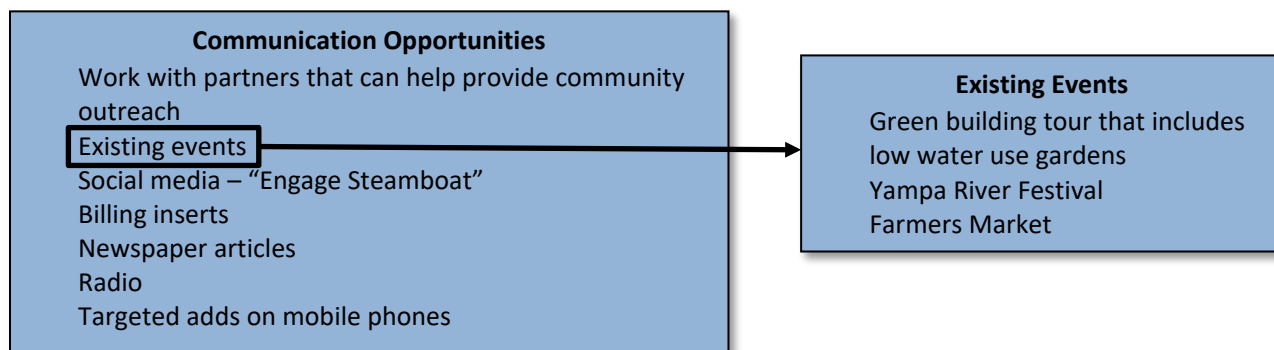 Communication Opportunities
Work with partners that can help provide community
outreach
Existing events
Social media – “Engage Steamboat”
Billing inserts
Newspaper articles
Radio
Targeted adds on mobile phones
Existing Events
Green building tour that includes
low water use gardens
Yampa River Festival
Farmers Market